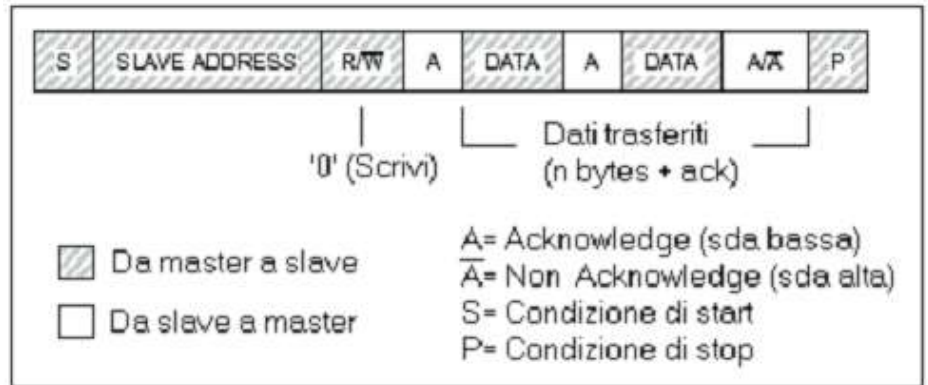 S SLAVE ADDRESS R/W̅ A DATA A DATA A/A̅ P
'0' (Scrivi)
Dati trasferiti
(n bytes + ack)
Da master a slave
Da slave a master
A= Acknowledge (sda bassa)
A̅= Non Acknowledge (sda alta)
S= Condizione di start
P= Condizione di stop